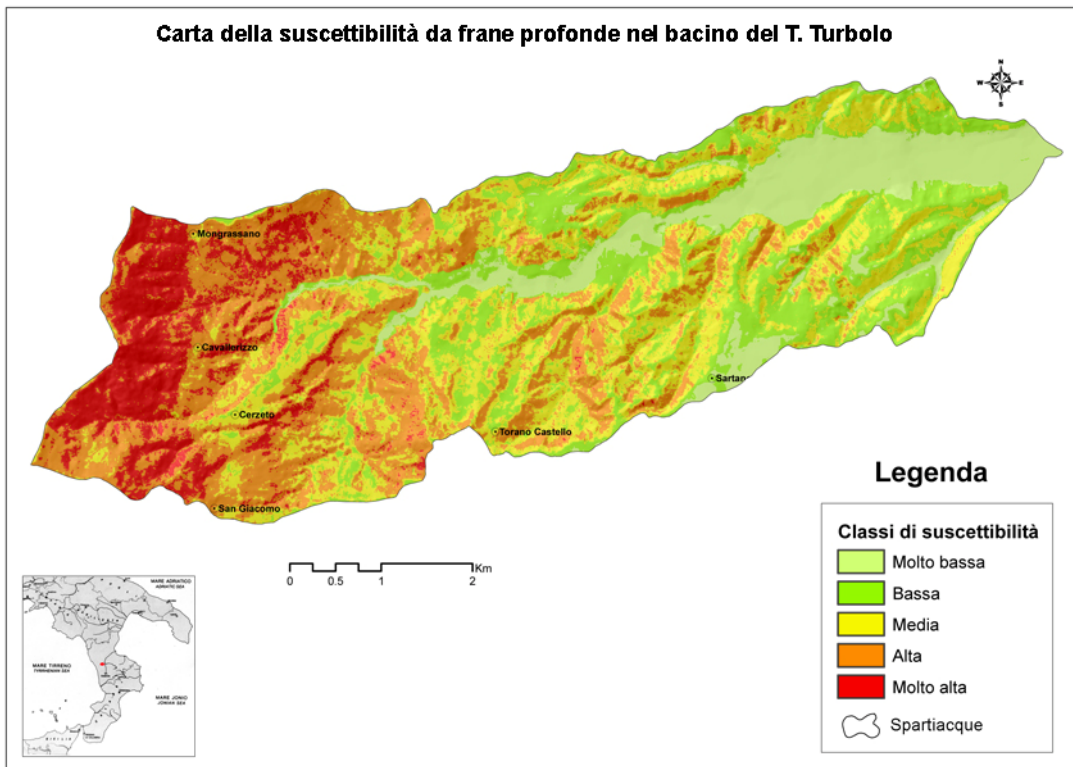 Carta della suscettibilità da frane profonde nel bacino del T. Turbolo
N
W E
S
Mongrassano
Cavallerizzo
Cerzeto
San Giacomo
Torano Castello
Sartano
Km
0 0.5 1 2
MARE ADRIATICO
ADRIATIC SEA
MARE TIRRENO
TYRRHENIAN SEA
MARE JONIO
JONIAN SEA
SICILIA
Legenda
Classi di suscettibilità
Molto bassa
Bassa
Media
Alta
Molto alta
Spartiacque